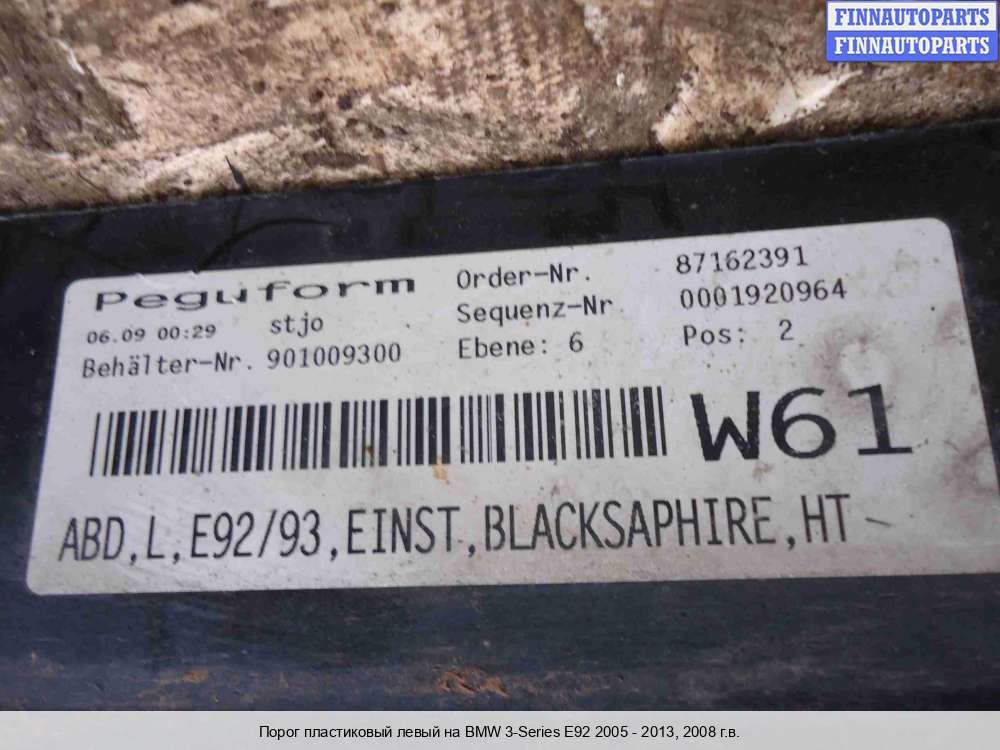 FINNAUTOPARTS
FINNAUTOPARTS
Peguform Order-Nr. 87162391
06.09 00:29 stjo Sequenz-Nr 0001920964
Behälter-Nr. 901009300 Ebene: 6 Pos: 2
W61
ABD,L,E92/93,EINST,BLACKSAPHIRE,HT
Порог пластиковый левый на BMW 3-Series E92 2005 - 2013, 2008 г.в.